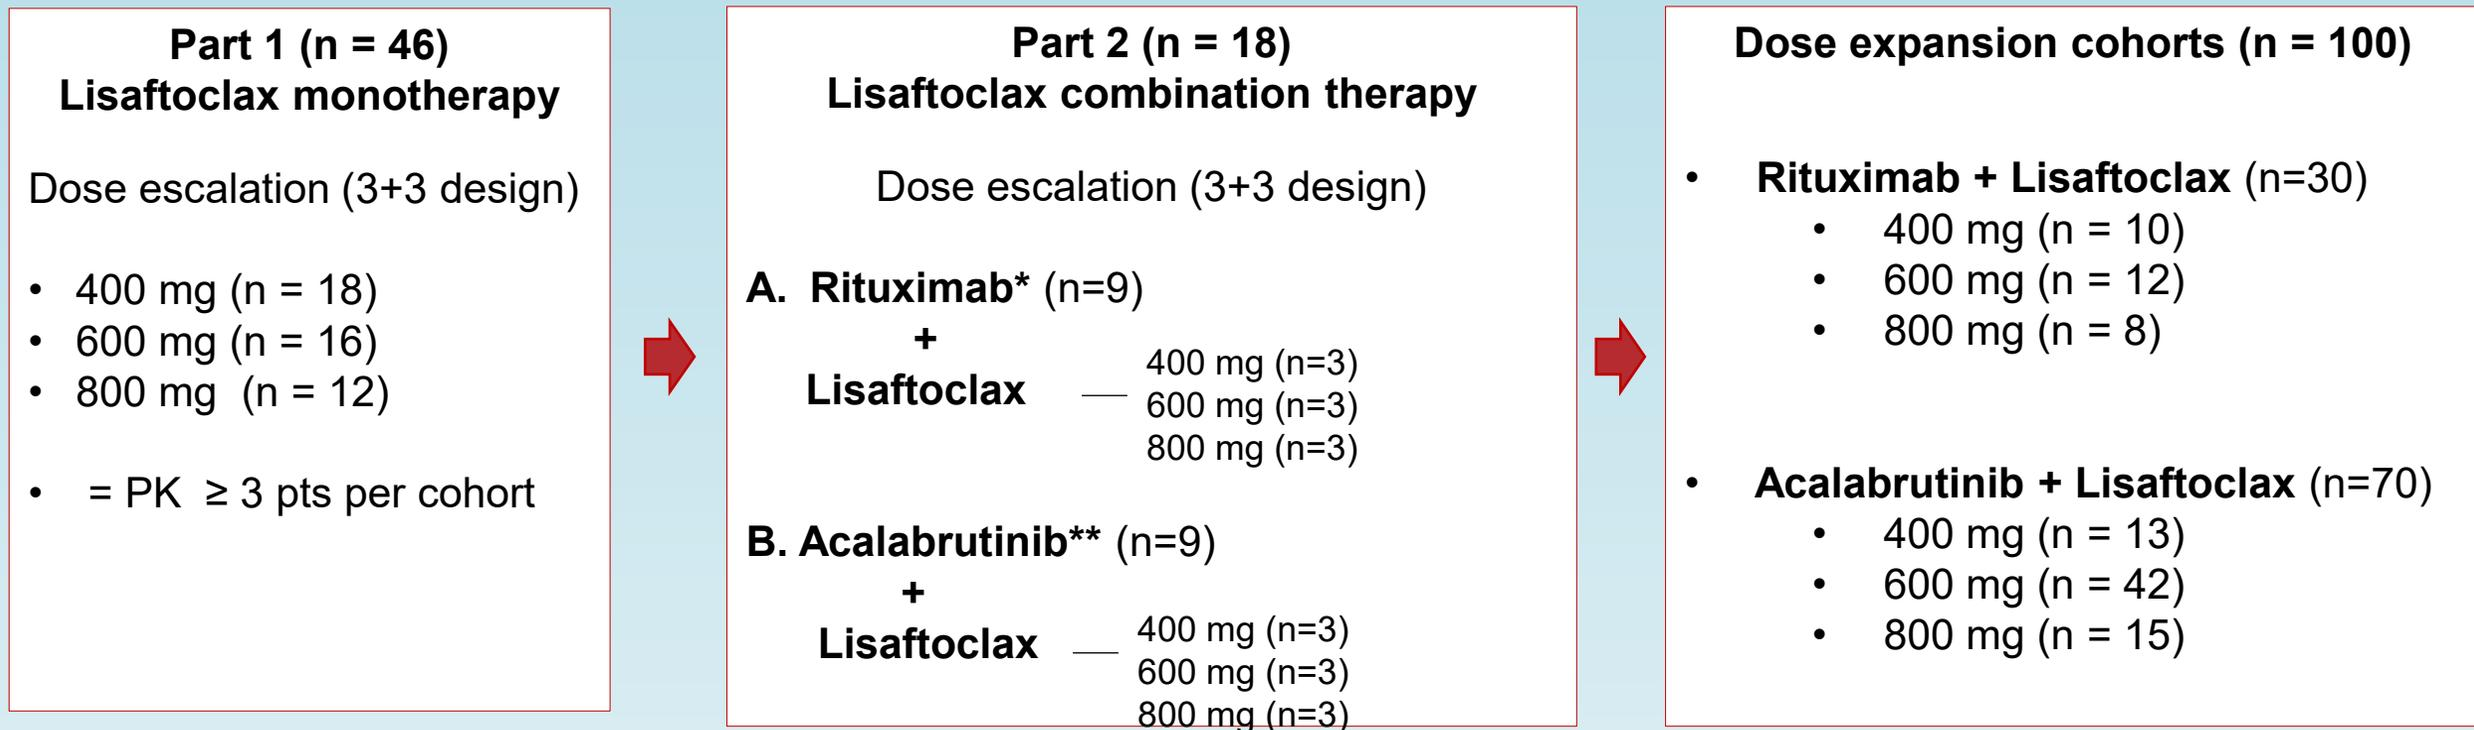 Part 1 (n = 46)
Lisaftoclax monotherapy
Dose escalation (3+3 design)
• 400 mg (n = 18)
• 600 mg (n = 16)
• 800 mg (n = 12)
• = PK ≥ 3 pts per cohort
Part 2 (n = 18)
Lisaftoclax combination therapy
Dose escalation (3+3 design)
A. Rituximab* (n=9)
+
Lisaftoclax
400 mg (n=3)
600 mg (n=3)
800 mg (n=3)
B. Acalabrutinib** (n=9)
+
Lisaftoclax
400 mg (n=3)
600 mg (n=3)
800 mg (n=3)
Dose expansion cohorts (n = 100)
• Rituximab + Lisaftoclax (n=30)
• 400 mg (n = 10)
• 600 mg (n = 12)
• 800 mg (n = 8)
• Acalabrutinib + Lisaftoclax (n=70)
• 400 mg (n = 13)
• 600 mg (n = 42)
• 800 mg (n = 15)